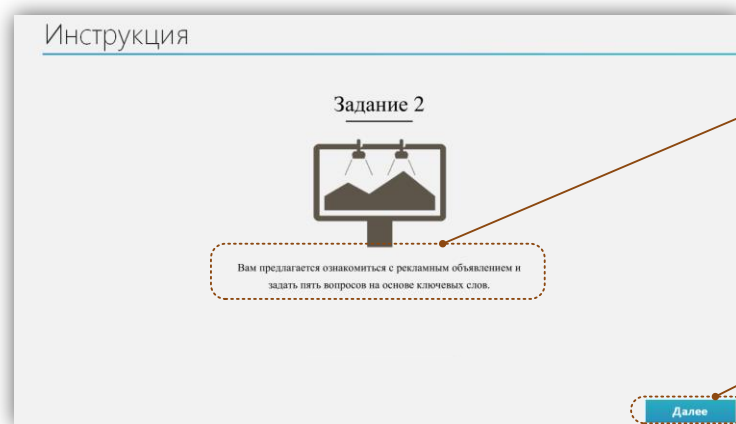 Инструкция
Задание 2
Вам предлагается ознакомиться с рекламным объявлением и
задать пять вопросов на основе ключевых слов.
Далее